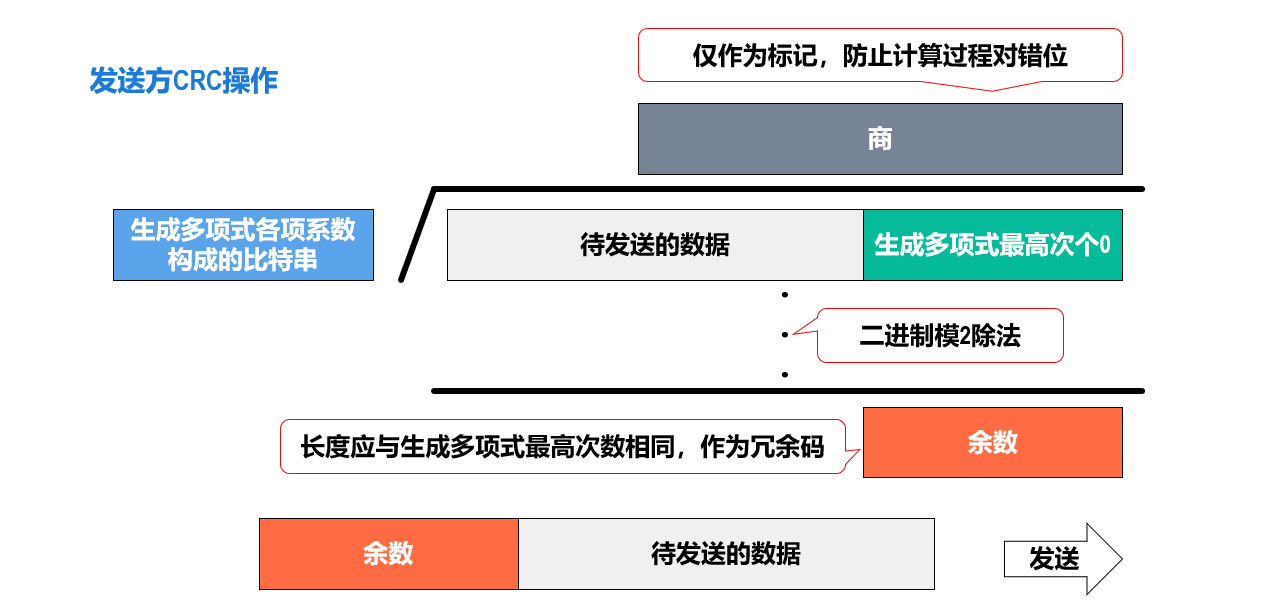 仅作为标记，防止计算过程对错位
发送方CRC操作
商
生成多项式各项系数
构成的比特串
待发送的数据
生成多项式最高次个0
二进制模2除法
长度应与生成多项式最高次数相同，作为冗余码
余数
余数
待发送的数据
发送